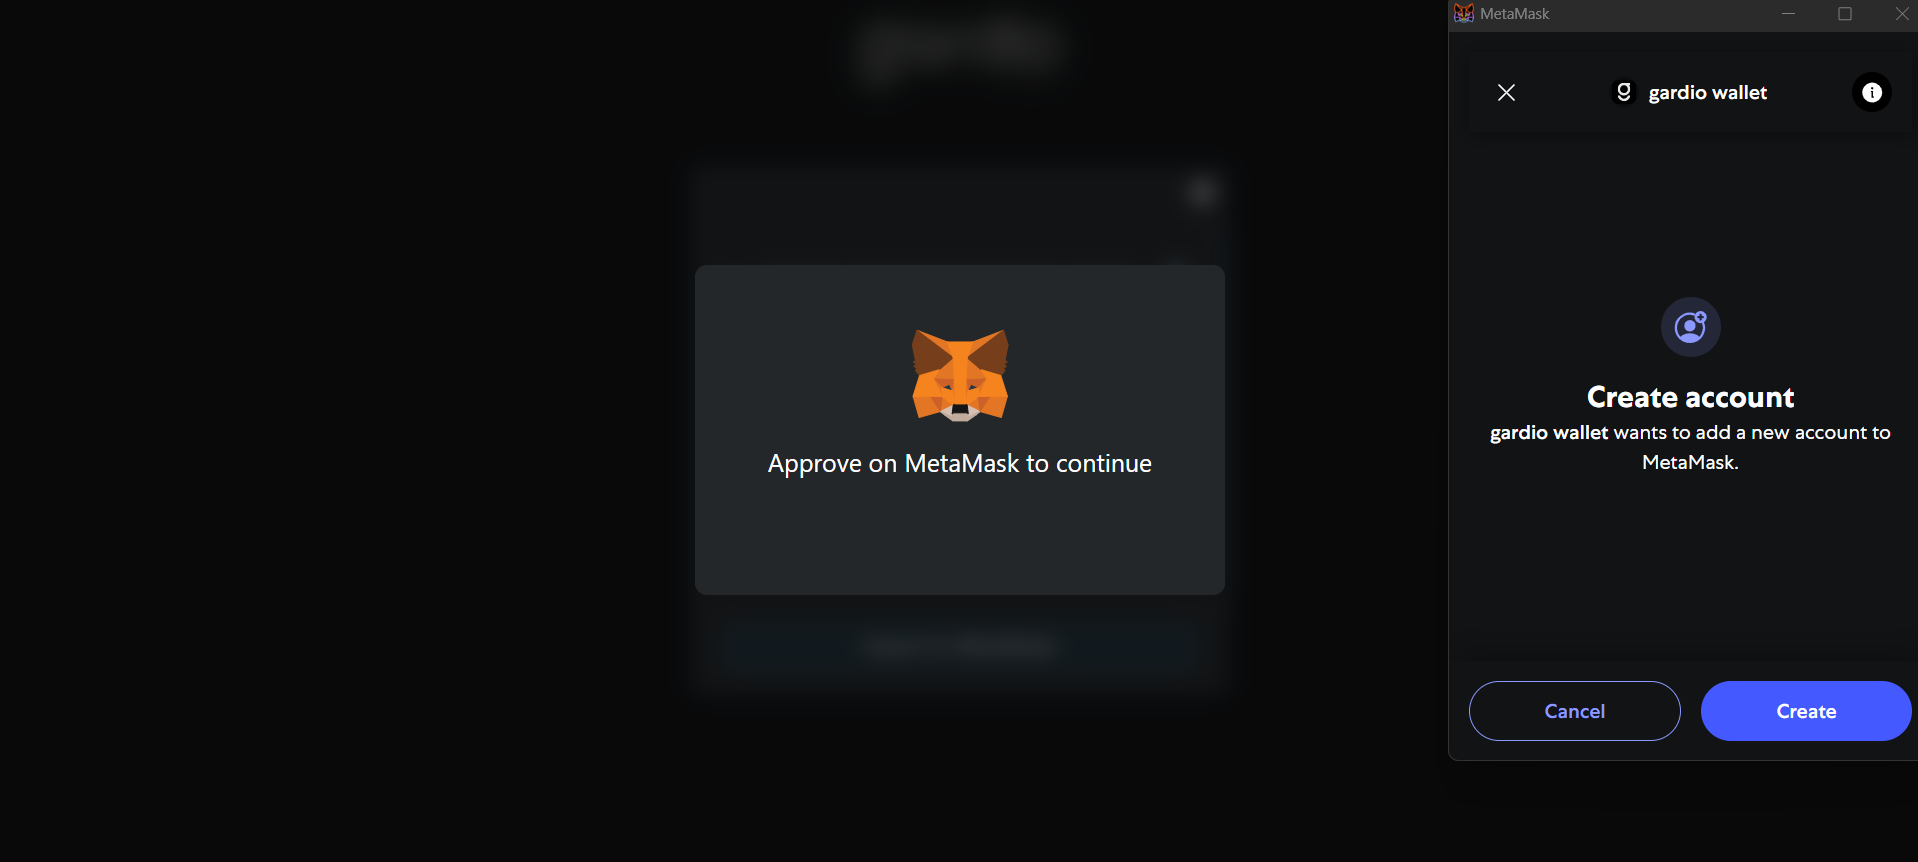 Approve on MetaMask to continue
MetaMask
gardio wallet
Create account
gardio wallet wants to add a new account to
MetaMask.
Cancel
Create